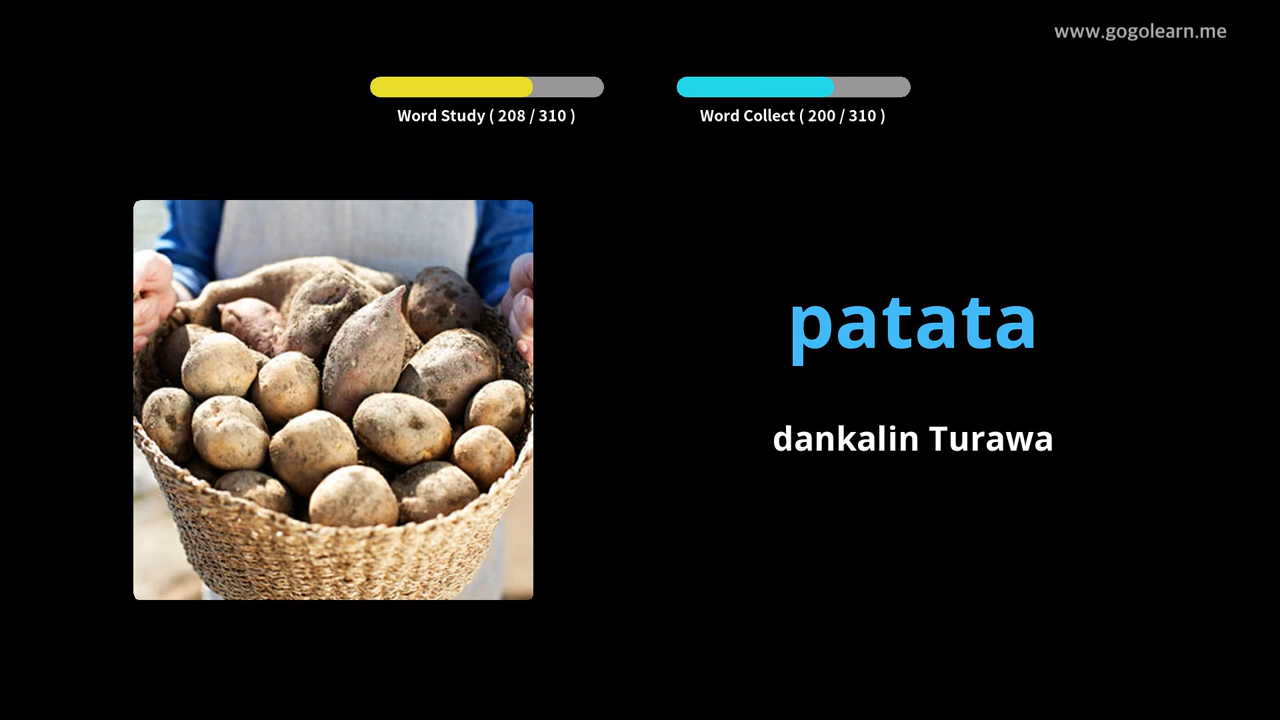 www.gogolearn.me
Word Study ( 208 / 310 )
Word Collect ( 200 / 310 )
patata
dankalin Turawa